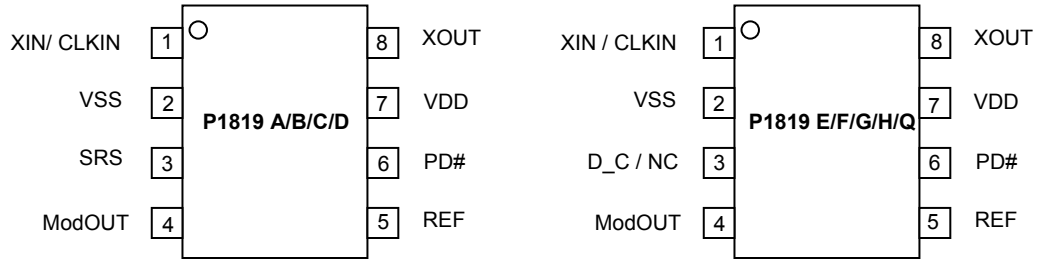 XIN/ CLKIN 1 8 XOUT
VSS 2 7 VDD
P1819 A/B/C/D
SRS 3 6 PD#
ModOUT 4 5 REF
XIN / CLKIN 1 8 XOUT
VSS 2 7 VDD
P1819 E/F/G/H/Q
D_C / NC 3 6 PD#
ModOUT 4 5 REF